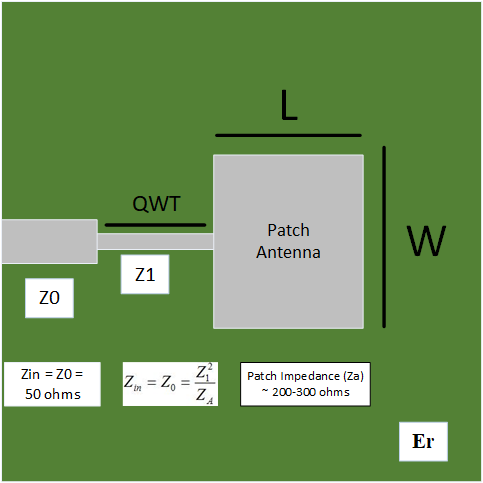 L
QWT
Patch
Antenna
W
Z1
Z0
Zin = Z0 =
50 ohms
Z_{in} = Z_0 = \frac{Z_1^2}{Z_A}
Patch Impedance (Za)
~ 200-300 ohms
Er